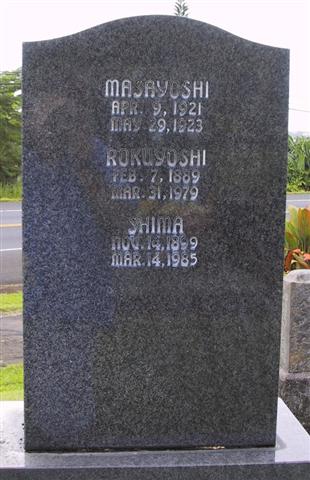 MASAYOSHI
APR. 9, 1921
MAY 29, 1923
ROKUYOSHI
FEB. 7, 1889
MAR. 31, 1979
SHIMA
NOV. 14, 1899
MAR. 14, 1985